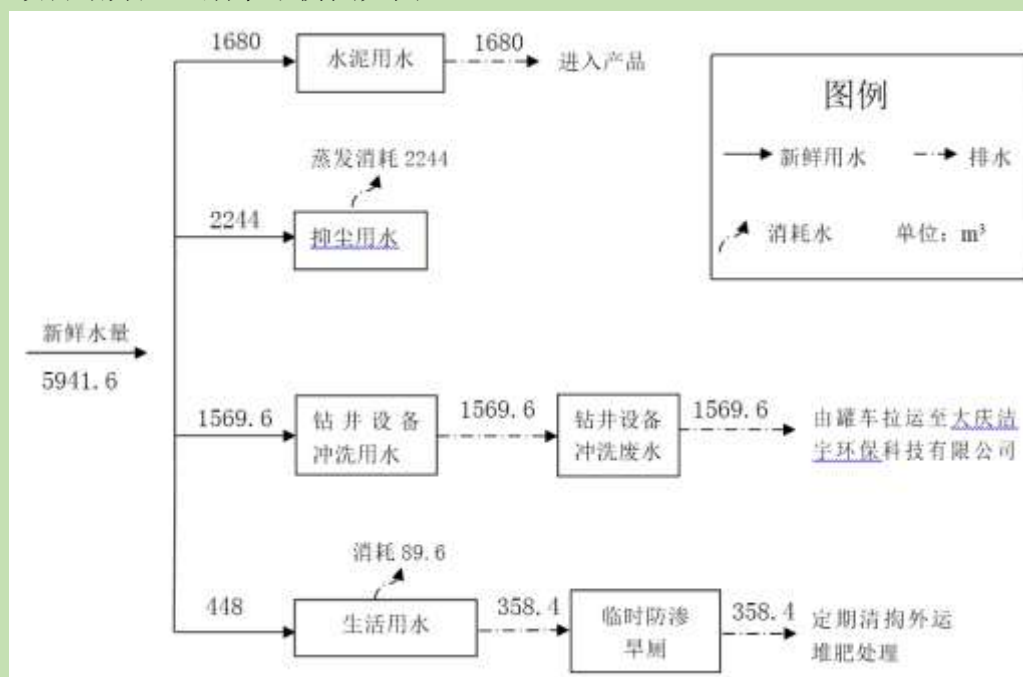 1680
水泥用水
1680
进入产品
图例
新鲜用水
排水
消耗水
单位：m³
蒸发消耗 2244
2244
抑尘用水
新鲜水量
5941.6
1569.6
钻井设备
冲洗用水
1569.6
钻井设备
冲洗废水
1569.6
由罐车拉运至大庆洁
宇环保科技有限公司
消耗 89.6
448
生活用水
358.4
临时防渗
旱厕
358.4
定期清掏外运
堆肥处理